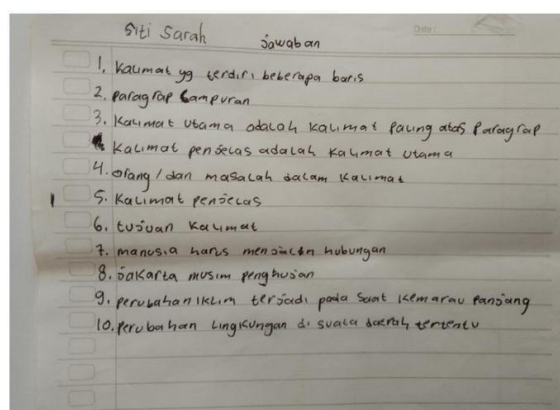 Siti Sarah
Jawaban
1. Kalimat yg terdiri beberapa baris
2. Paragrap Campuran
3. Kalimat utama adalah kalimat paling atas Paragrap
Kalimat penjelas adalah kalimat utama
4. orang / dan masalah dalam kalimat
5. Kalimat penjelas
6. tujuan kalimat
7. manusia harus menjalin hubungan
8. Jakarta musim penghujan
9. perubahan iklim terjadi pada saat kemarau panjang
10. perubahan lingkungan di suata daerah tertentu